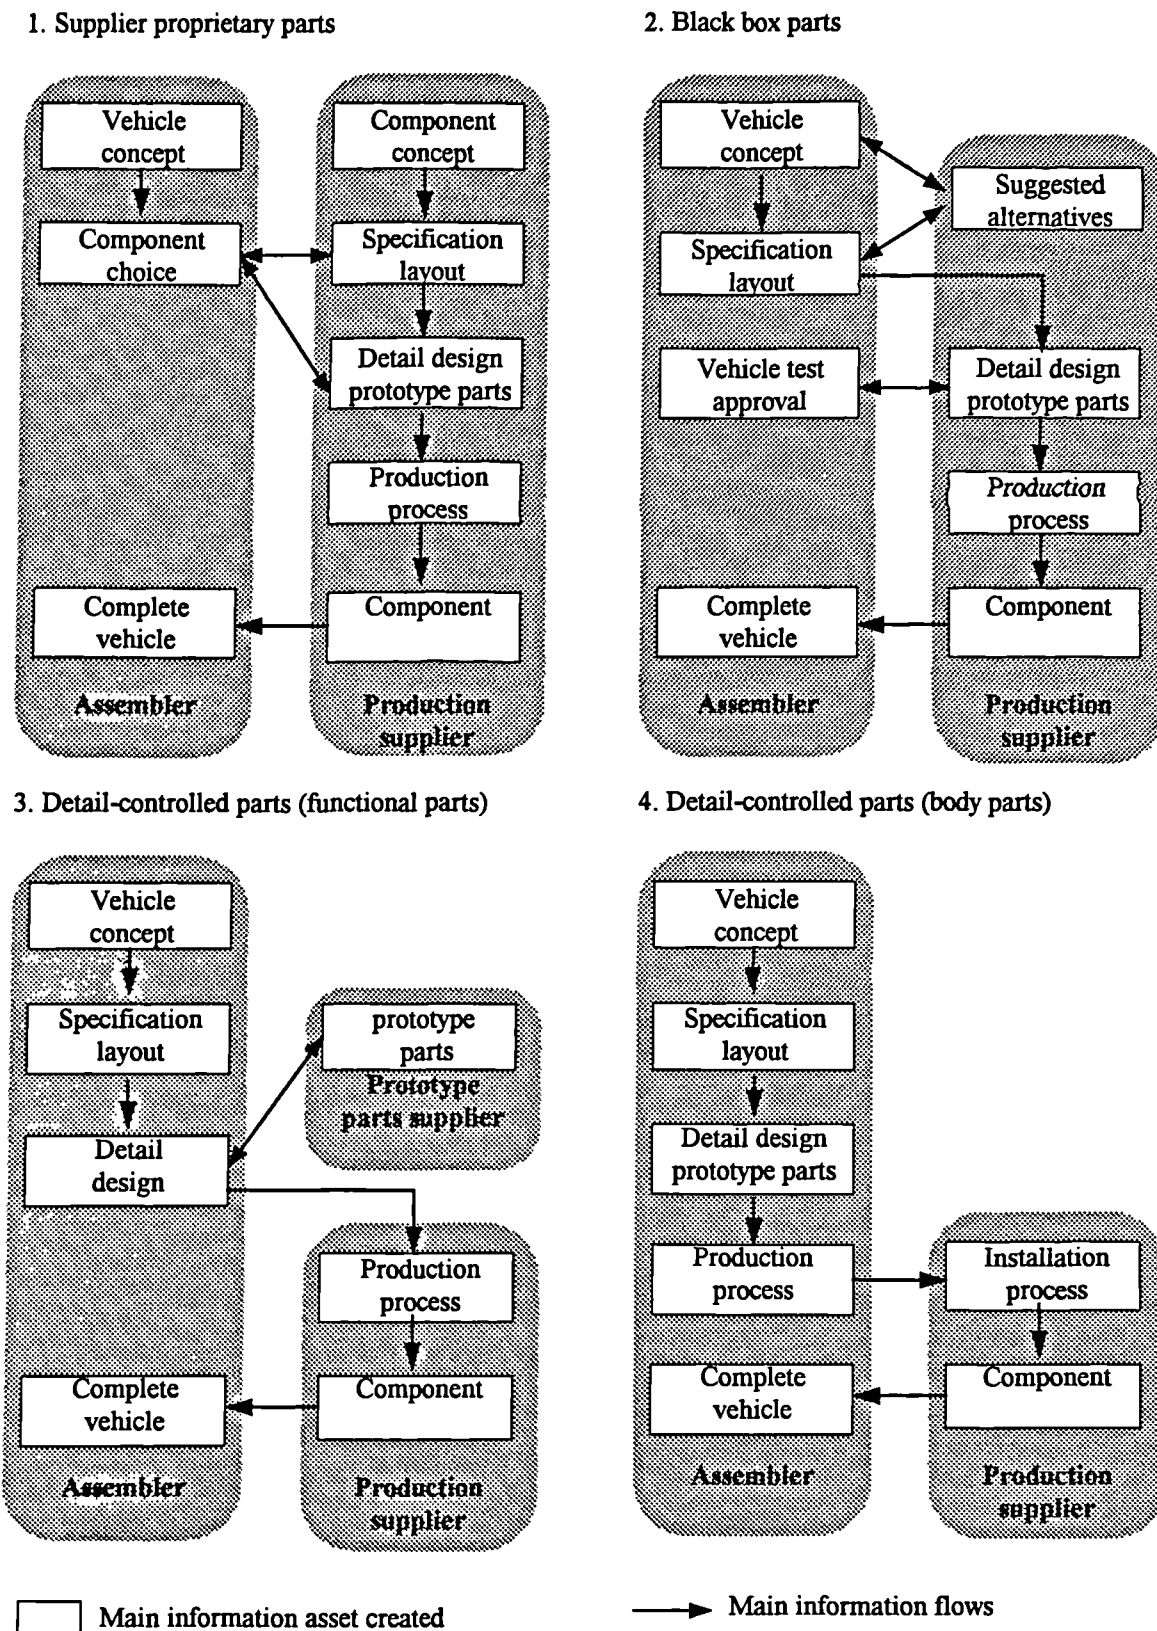 1. Supplier proprietary parts
Vehicle
concept
Component
choice
Complete
vehicle
Assembler
Component
concept
Specification
layout
Detail design
prototype parts
Production
process
Component
Production
supplier
2. Black box parts
Vehicle
concept
Specification
layout
Vehicle test
approval
Complete
vehicle
Assembler
Suggested
alternatives
Detail design
prototype parts
Production
process
Component
Production
supplier
3. Detail-controlled parts (functional parts)
Vehicle
concept
Specification
layout
Detail
design
Complete
vehicle
Assembler
prototype
parts
Prototype
parts supplier
Production
process
Component
Production
supplier
4. Detail-controlled parts (body parts)
Vehicle
concept
Specification
layout
Detail design
prototype parts
Production
process
Complete
vehicle
Assembler
Installation
process
Component
Production
supplier
Main information asset created
Main information flows